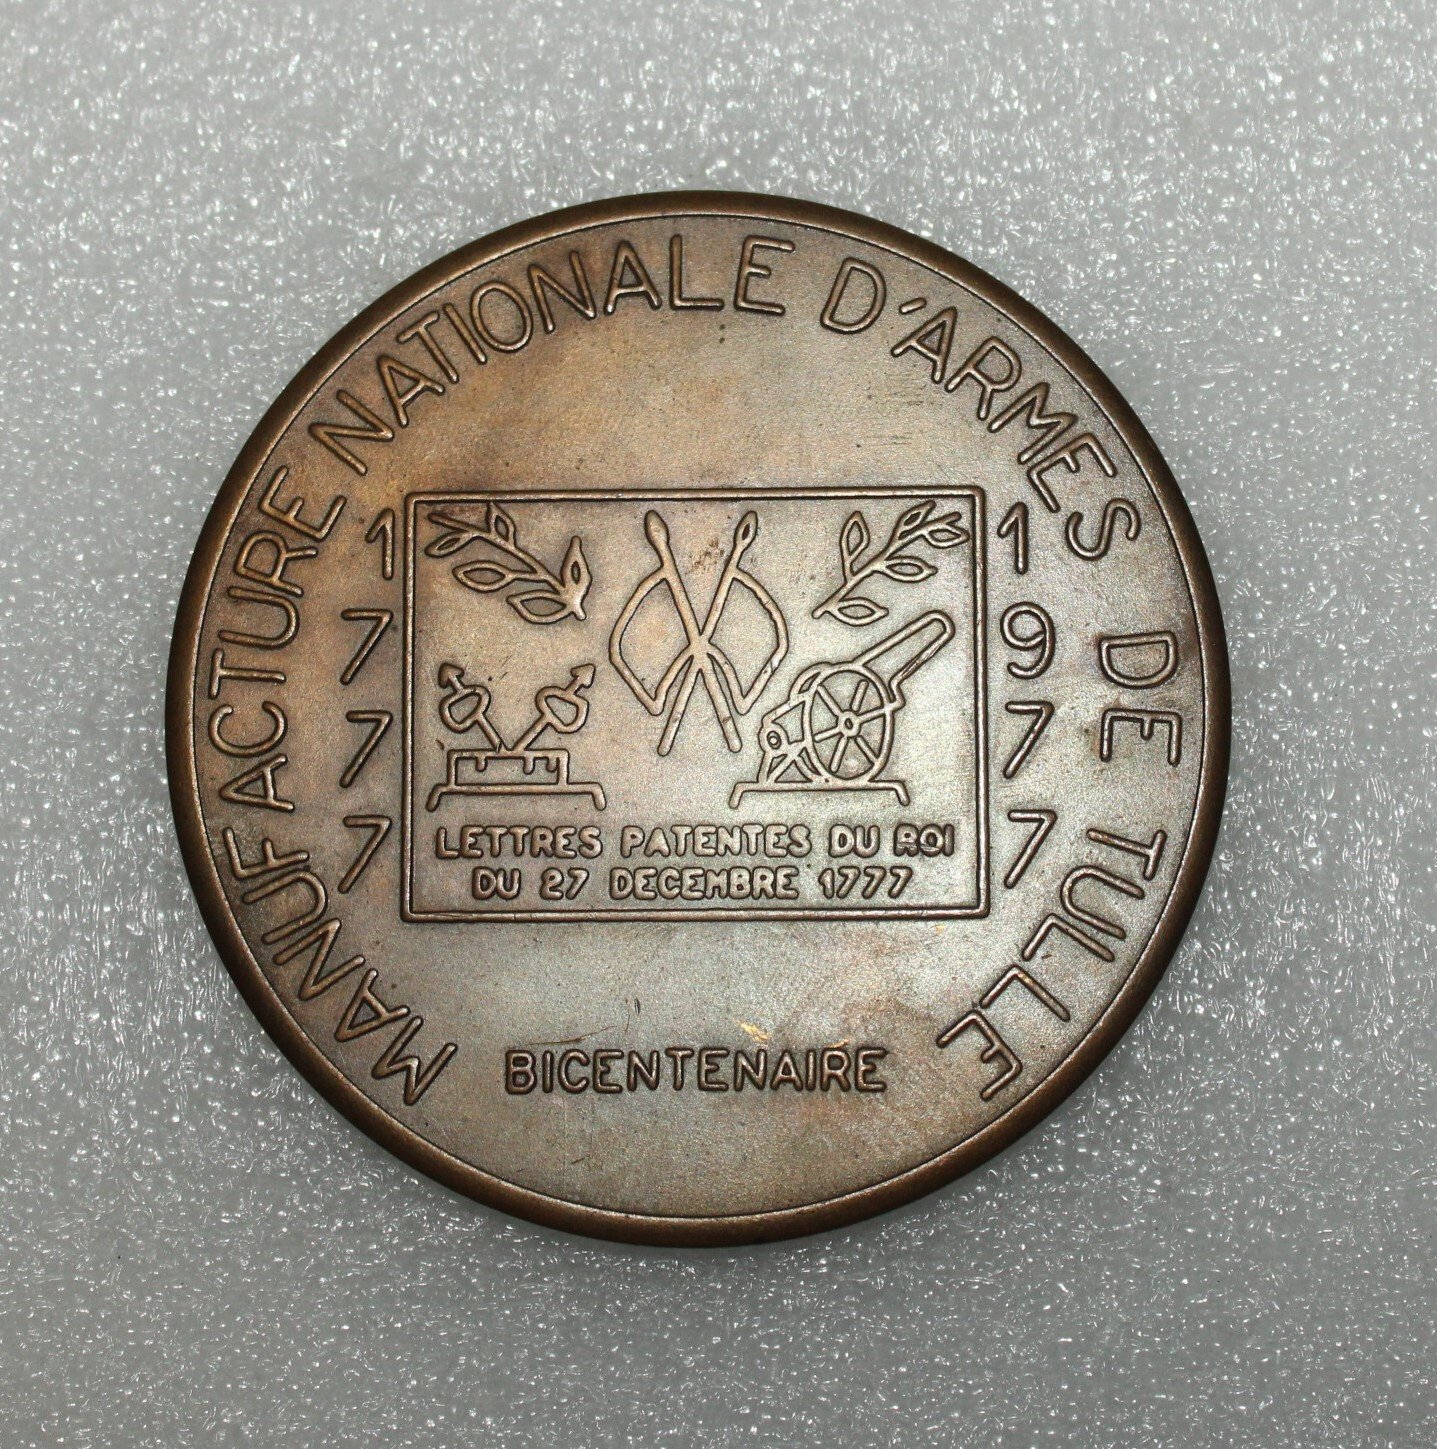 MANUFACTURE NATIONALE D'ARMES DE TULLE
1777
1977
LETTRES PATENTES DU ROI
DU 27 DECEMBRE 1777
BICENTENAIRE